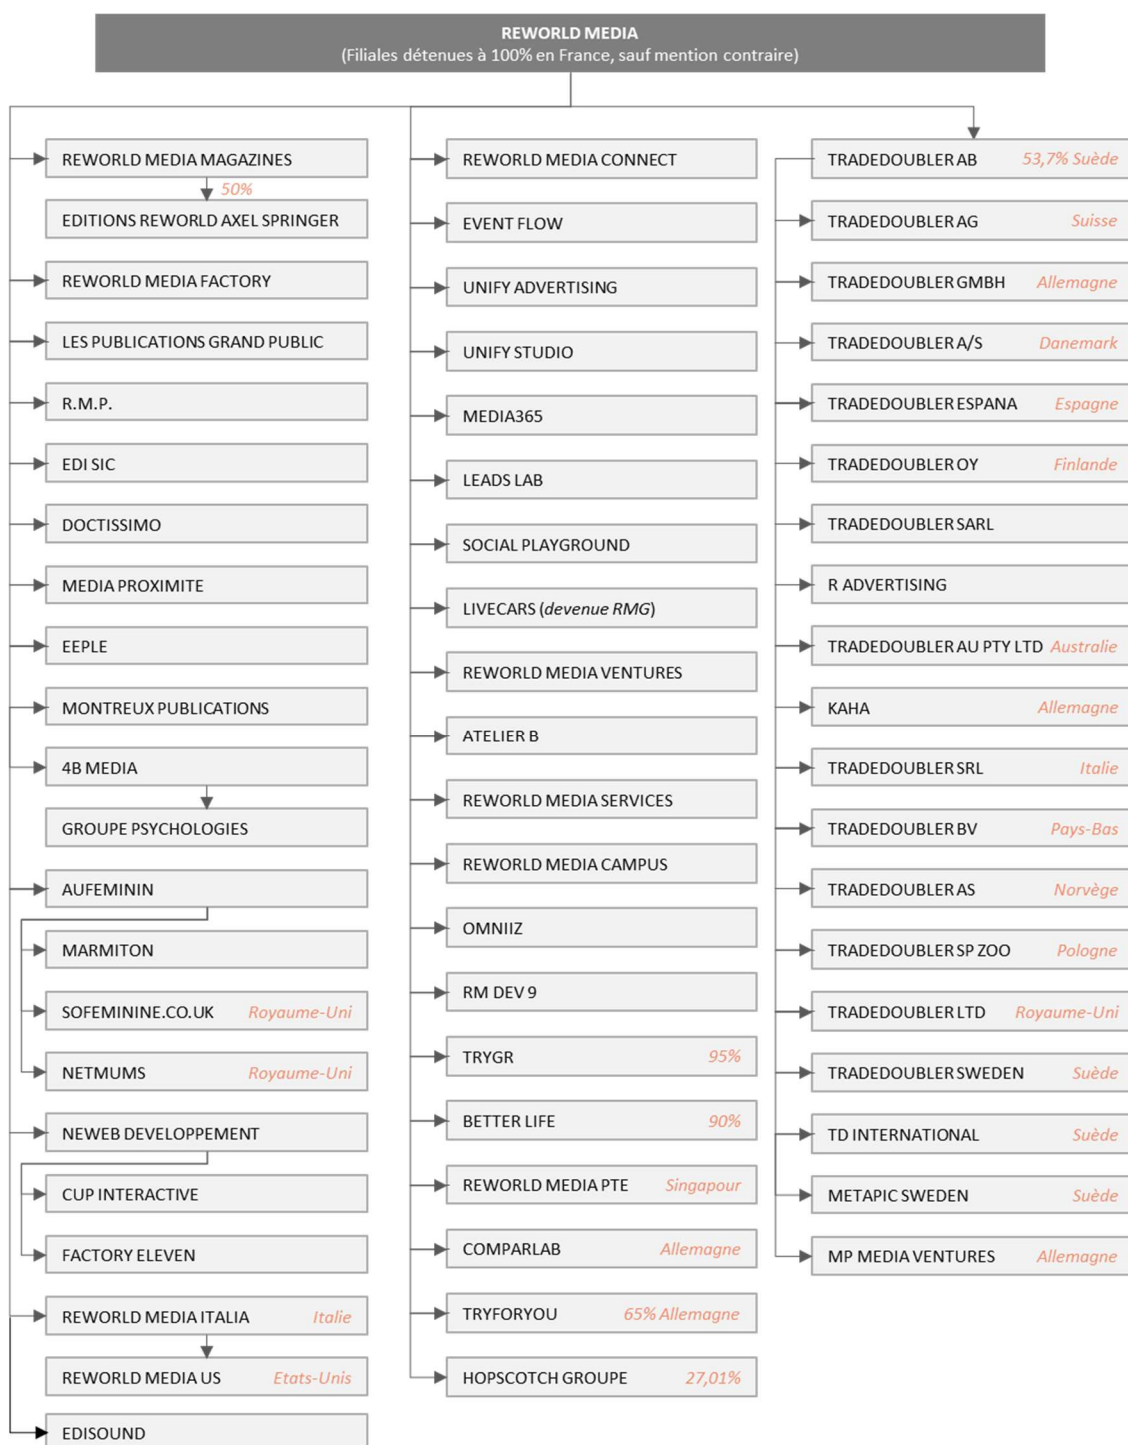 REWORLD MEDIA
(Filiales détenues à 100% en France, sauf mention contraire)
REWORLD MEDIA MAGAZINES
50%
EDITIONS REWORLD AXEL SPRINGER
REWORLD MEDIA FACTORY
LES PUBLICATIONS GRAND PUBLIC
R.M.P.
EDI SIC
DOCTISSIMO
MEDIA PROXIMITE
EEPLE
MONTREUX PUBLICATIONS
4B MEDIA
GROUPE PSYCHOLOGIES
AUFEMININ
MARMITON
SOFEMININE.CO.UK Royaume-Uni
NETMUMS Royaume-Uni
NEWEB DEVELOPPEMENT
CUP INTERACTIVE
FACTORY ELEVEN
REWORLD MEDIA ITALIA Italie
REWORLD MEDIA US Etats-Unis
EDISOUND
REWORLD MEDIA CONNECT
EVENT FLOW
UNIFY ADVERTISING
UNIFY STUDIO
MEDIA365
LEADS LAB
SOCIAL PLAYGROUND
LIVECARS (devenue RMG)
REWORLD MEDIA VENTURES
ATELIER B
REWORLD MEDIA SERVICES
REWORLD MEDIA CAMPUS
OMNIIZ
RM DEV 9
TRYGR 95%
BETTER LIFE 90%
REWORLD MEDIA PTE Singapour
COMPARLAB Allemagne
TRYFORYOU 65% Allemagne
HOPSCOTCH GROUPE 27,01%
TRADEDOUBLER AB 53,7% Suède
TRADEDOUBLER AG Suisse
TRADEDOUBLER GMBH Allemagne
TRADEDOUBLER A/S Danemark
TRADEDOUBLER ESPANA Espagne
TRADEDOUBLER OY Finlande
TRADEDOUBLER SARL
R ADVERTISING
TRADEDOUBLER AU PTY LTD Australie
KAHA Allemagne
TRADEDOUBLER SRL Italie
TRADEDOUBLER BV Pays-Bas
TRADEDOUBLER AS Norvège
TRADEDOUBLER SP ZOO Pologne
TRADEDOUBLER LTD Royaume-Uni
TRADEDOUBLER SWEDEN Suède
TD INTERNATIONAL Suède
METAPIC SWEDEN Suède
MP MEDIA VENTURES Allemagne